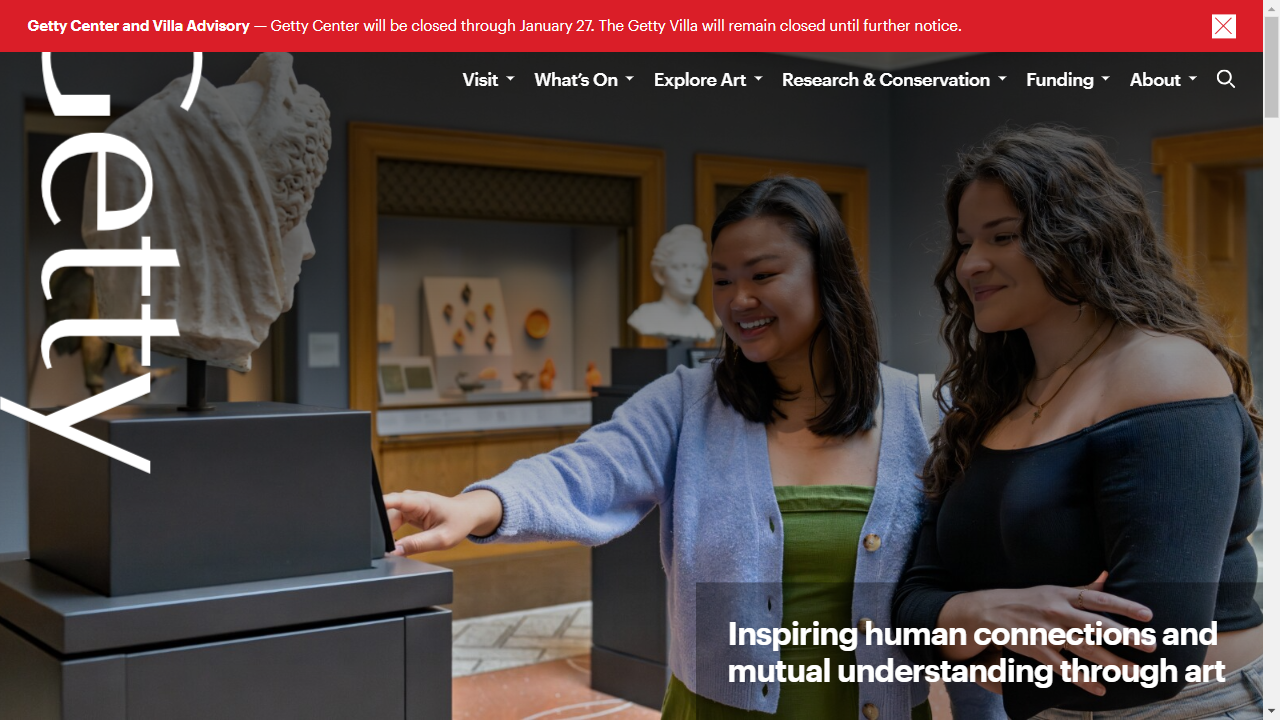 Getty Center and Villa Advisory — Getty Center will be closed through January 27. The Getty Villa will remain closed until further notice.
Visit What's On Explore Art Research & Conservation Funding About
Getty
Inspiring human connections and
mutual understanding through art